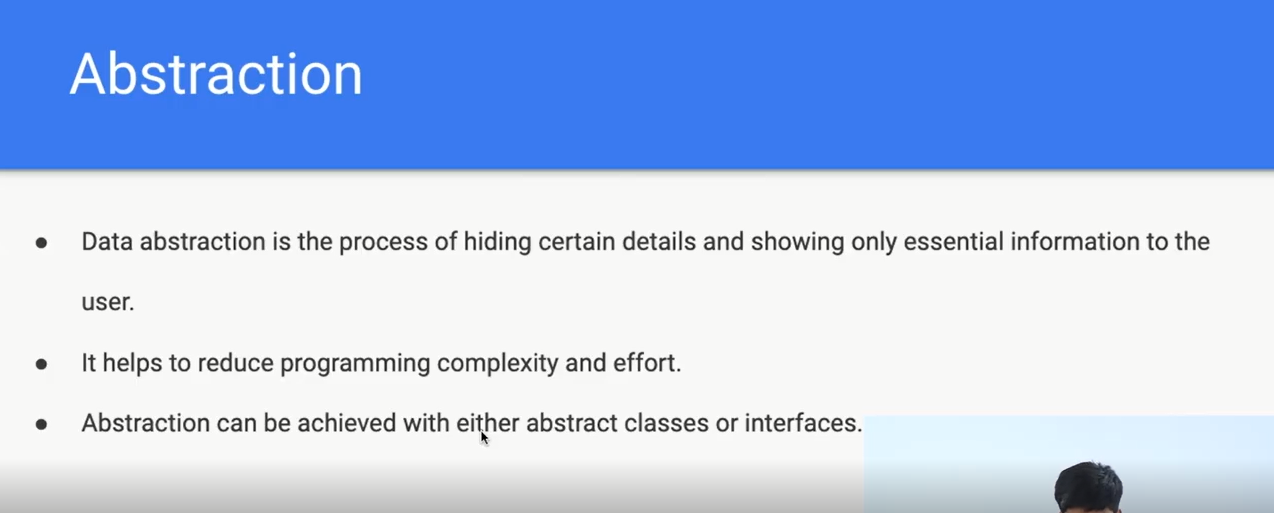 Abstraction
● Data abstraction is the process of hiding certain details and showing only essential information to the
user.
● It helps to reduce programming complexity and effort.
● Abstraction can be achieved with either abstract classes or interfaces.